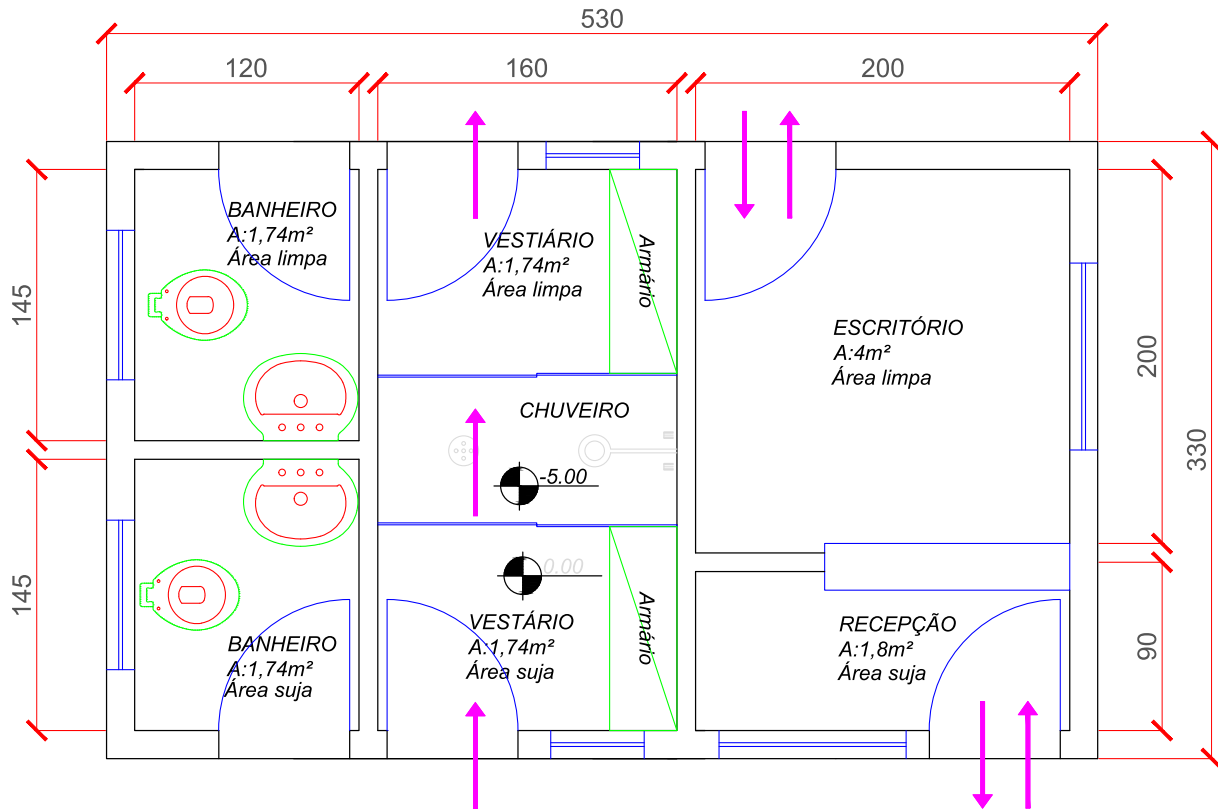 530
120
160
200
BANHEIRO
A:1,74m²
Área limpa
VESTIÁRIO
A:1,74m²
Área limpa
Armário
145
ESCRITÓRIO
A:4m²
Área limpa
200
330
CHUVEIRO
-5.00
0.00
145
BANHEIRO
A:1,74m²
Área suja
VESTÁRIO
A:1,74m²
Área suja
Armário
RECEPÇÃO
A:1,8m²
Área suja
90